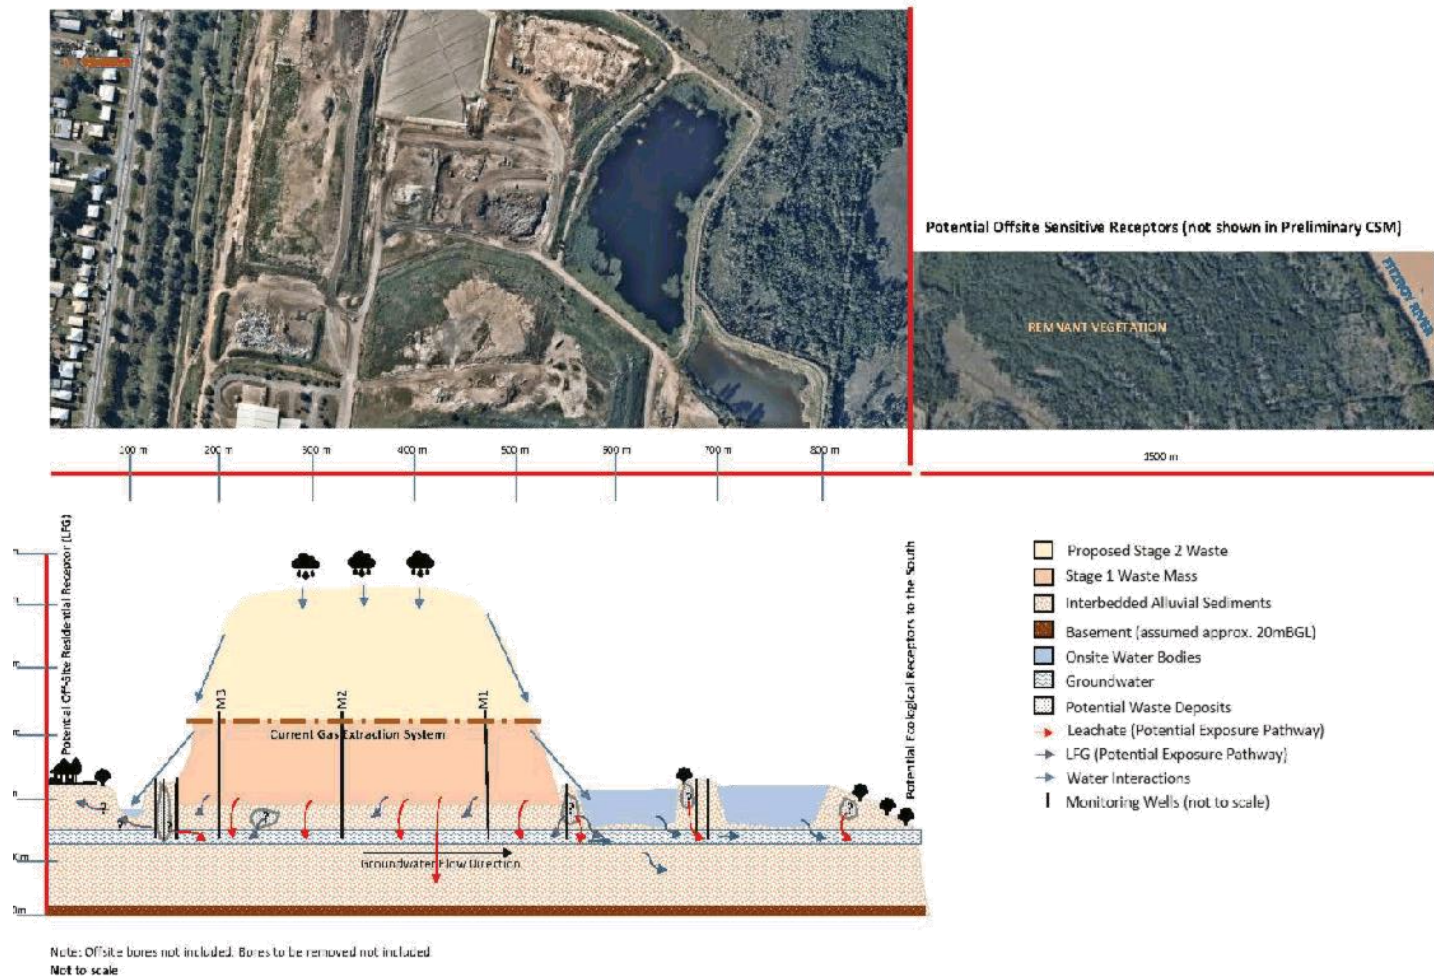 Potential Offsite Sensitive Receptors (not shown in Preliminary CSM)
FITZROY RIVER
REMNANT VEGETATION
100 m
200 m
300 m
400 m
500 m
600 m
700 m
800 m
1500 m
Potential Off-Site Residential Receptor (LFG)
Potential Ecological Receptors to the South
M3
M2
M1
Current Gas Extraction System
?
?
?
?
?
?
?
Groundwater Flow Direction
Proposed Stage 2 Waste
Stage 1 Waste Mass
Interbedded Alluvial Sediments
Basement (assumed approx. 20mBGL)
Onsite Water Bodies
Groundwater
Potential Waste Deposits
Leachate (Potential Exposure Pathway)
LFG (Potential Exposure Pathway)
Water Interactions
Monitoring Wells (not to scale)
Note: Offsite bores not included. Bores to be removed not included
Not to scale